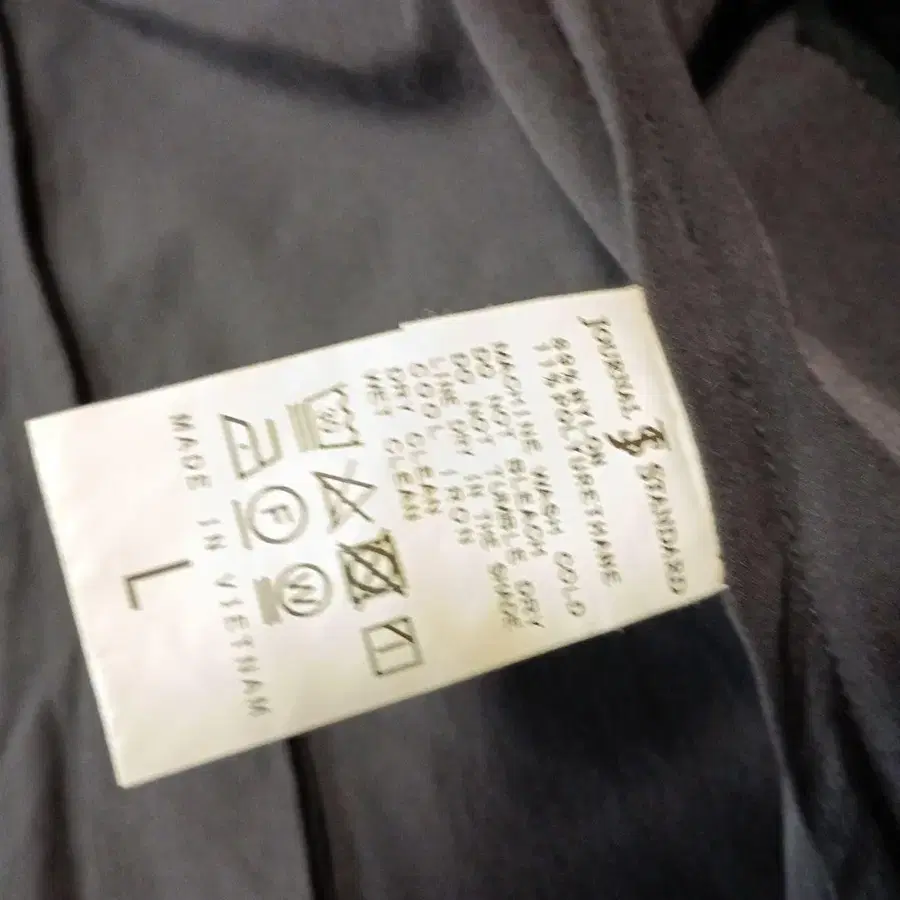 JOURNAL JS STANDARD
89%NYLON
11%POLYURETHANE
MACHINE WASH COLD
DO NOT BLEACH
DO NOT TUMBLE DRY
LINE DRY IN THE SHADE
COOL IRON
DRY CLEAN
WET CLEAN
W
F
W
MADE IN VIETNAM
L